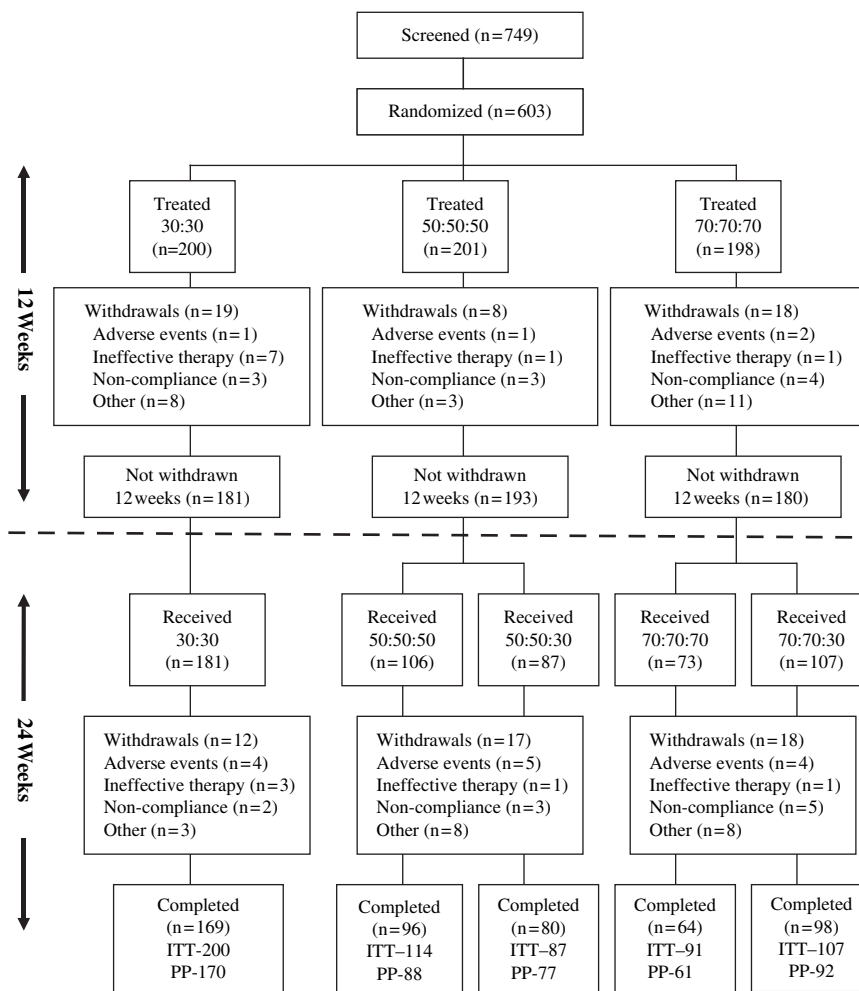 Screened (n=749)
Randomized (n=603)
12 Weeks
Treated
30:30
(n=200)
Treated
50:50:50
(n=201)
Treated
70:70:70
(n=198)
Withdrawals (n=19)
Adverse events (n=1)
Ineffective therapy (n=7)
Non-compliance (n=3)
Other (n=8)
Withdrawals (n=8)
Adverse events (n=1)
Ineffective therapy (n=1)
Non-compliance (n=3)
Other (n=3)
Withdrawals (n=18)
Adverse events (n=2)
Ineffective therapy (n=1)
Non-compliance (n=4)
Other (n=11)
Not withdrawn
12 weeks (n=181)
Not withdrawn
12 weeks (n=193)
Not withdrawn
12 weeks (n=180)
24 Weeks
Received
30:30
(n=181)
Received
50:50:50
(n=106)
Received
50:50:30
(n=87)
Received
70:70:70
(n=73)
Received
70:70:30
(n=107)
Withdrawals (n=12)
Adverse events (n=4)
Ineffective therapy (n=3)
Non-compliance (n=2)
Other (n=3)
Withdrawals (n=17)
Adverse events (n=5)
Ineffective therapy (n=1)
Non-compliance (n=3)
Other (n=8)
Withdrawals (n=18)
Adverse events (n=4)
Ineffective therapy (n=1)
Non-compliance (n=5)
Other (n=8)
Completed
(n=169)
ITT-200
PP-170
Completed
(n=96)
ITT–114
PP-88
Completed
(n=80)
ITT–87
PP-77
Completed
(n=64)
ITT–91
PP-61
Completed
(n=98)
ITT–107
PP-92